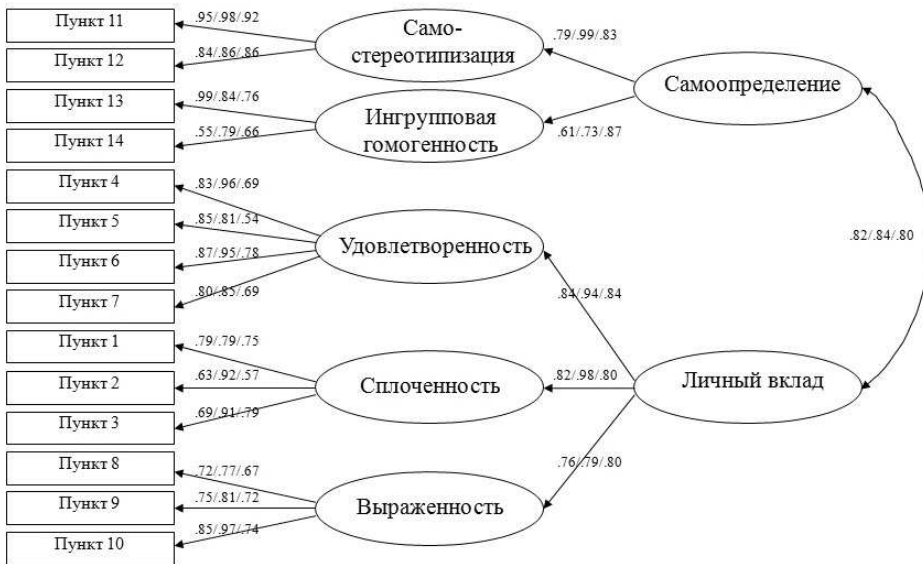 Пункт 11
.95/.98/.92
Пункт 12
.84/.86/.86
Само-
стереотипизация
.79/.99/.83
Самоопределение
Пункт 13
.99/.84/.76
Пункт 14
.55/.79/.66
Ингрупповая
гомогенность
.61/.73/.87
Пункт 4
.83/.96/.69
Пункт 5
.85/.81/.54
Пункт 6
.87/.95/.78
Пункт 7
.80/.85/.69
Удовлетворенность
.82/.84/.80
.84/.94/.84
Пункт 1
.79/.79/.75
Пункт 2
.63/.92/.57
Пункт 3
.69/.91/.79
Сплоченность
.82/.98/.80
Личный вклад
Пункт 8
.72/.77/.67
Пункт 9
.75/.81/.72
Пункт 10
.85/.97/.74
Выраженность
.76/.79/.80